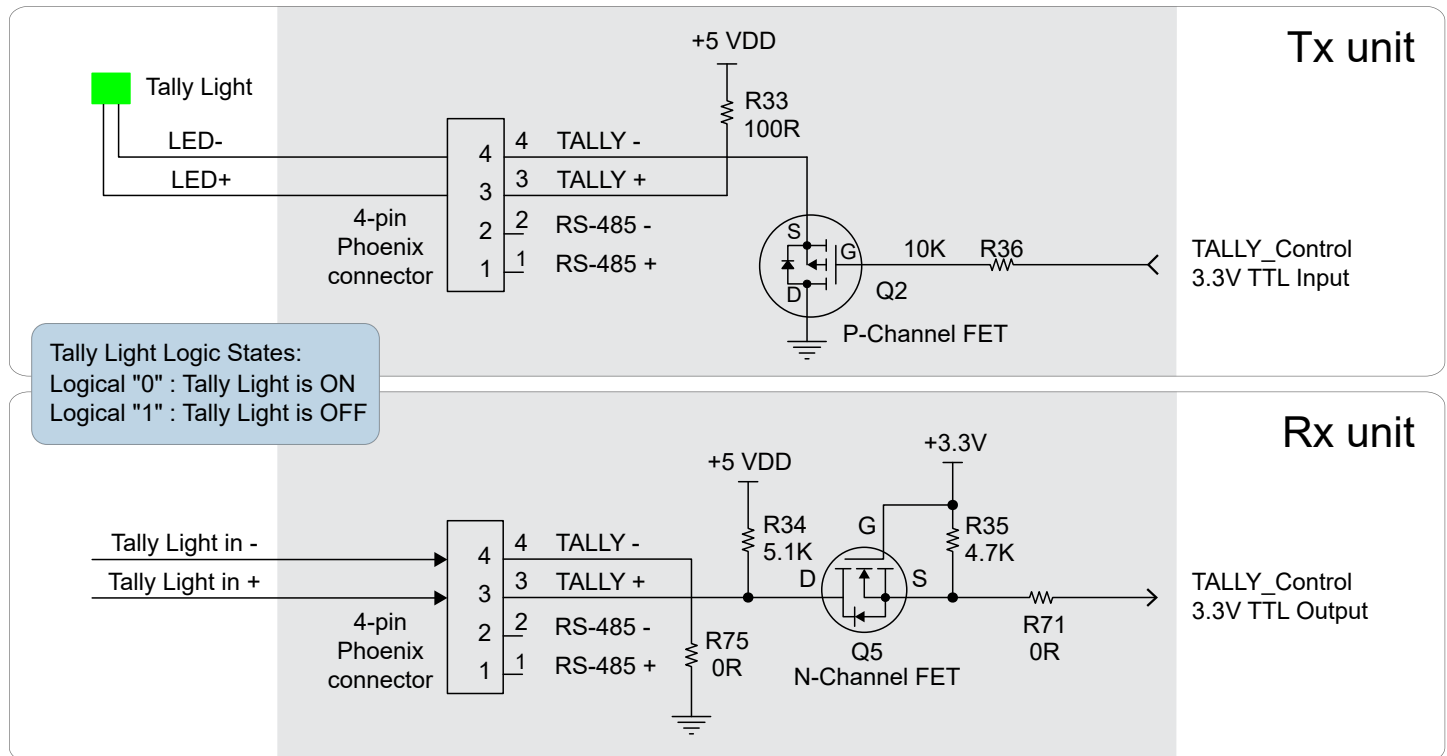 Tx unit
+5 VDD
Tally Light
R33
100R
LED-
4 TALLY -
4
LED+
3 TALLY +
3
4-pin
Phoenix
connector
2 RS-485 -
2
1 RS-485 +
1
S
G
D
10K
R36
Q2
P-Channel FET
TALLY_Control
3.3V TTL Input
Tally Light Logic States:
Logical "0" : Tally Light is ON
Logical "1" : Tally Light is OFF
Rx unit
+3.3V
+5 VDD
R34
5.1K
G
R35
4.7K
Tally Light in -
4 TALLY -
4
Tally Light in +
3 TALLY +
3
D
S
4-pin
Phoenix
connector
2 RS-485 -
2
1 RS-485 +
1
R75
0R
Q5
N-Channel FET
R71
0R
TALLY_Control
3.3V TTL Output